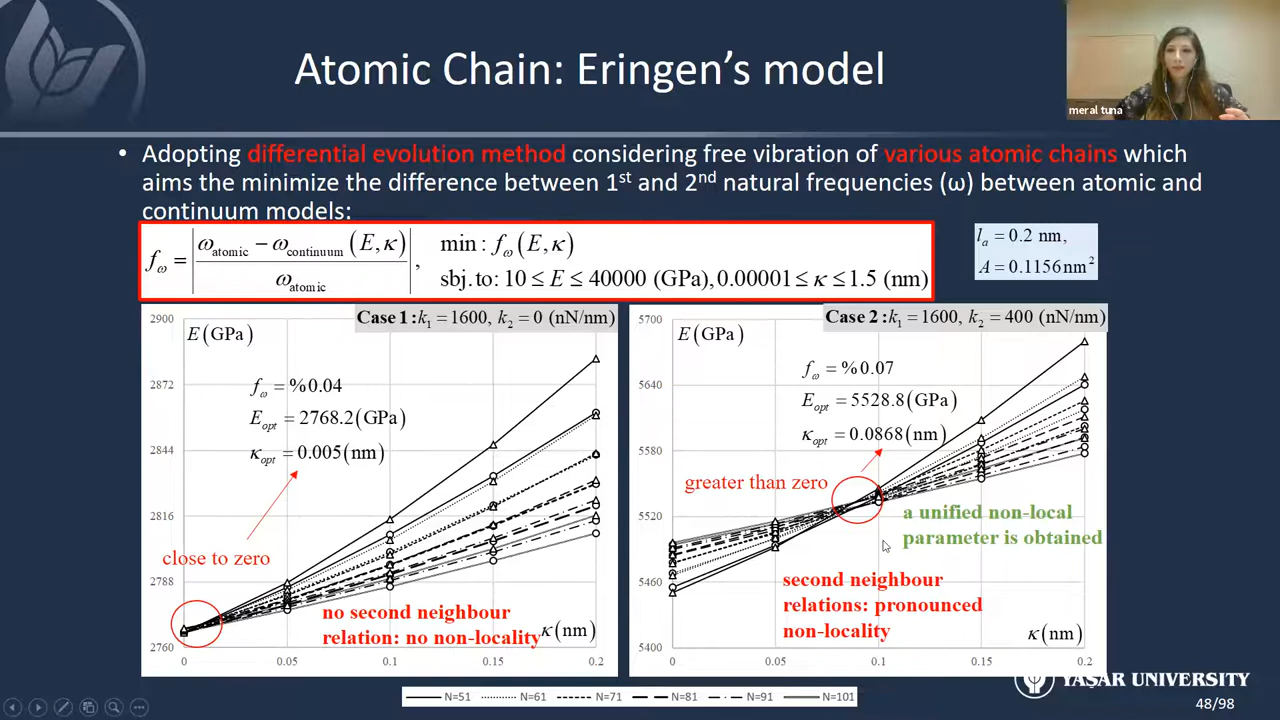 Atomic Chain: Eringen's model
meral tuna
• Adopting differential evolution method considering free vibration of various atomic chains which
aims the minimize the difference between 1st and 2nd natural frequencies (ω) between atomic and
continuum models:
f_ω = |(ω_atomic − ω_continuum (E, κ)) / ω_atomic|, min : f_ω (E, κ)
sbj.to: 10 ≤ E ≤ 40000 (GPa), 0.00001 ≤ κ ≤ 1.5 (nm)
l_a = 0.2 nm,
A = 0.1156 nm²
Case 1 : k₁ = 1600, k₂ = 0 (nN/nm)
E (GPa)
2900
2872
2844
2816
2788
2760
f_ω = %0.04
E_opt = 2768.2 (GPa)
κ_opt = 0.005 (nm)
close to zero
no second neighbour
relation: no non-locality
κ (nm)
0 0.05 0.1 0.15 0.2
Case 2 : k₁ = 1600, k₂ = 400 (nN/nm)
E (GPa)
5700
5640
5580
5520
5460
5400
f_ω = %0.07
E_opt = 5528.8 (GPa)
κ_opt = 0.0868 (nm)
greater than zero
a unified non-local
parameter is obtained
second neighbour
relations: pronounced
non-locality
κ (nm)
0 0.05 0.1 0.15 0.2
N=51 N=61 N=71 N=81 N=91 N=101
YAŞAR UNIVERSITY
48/98